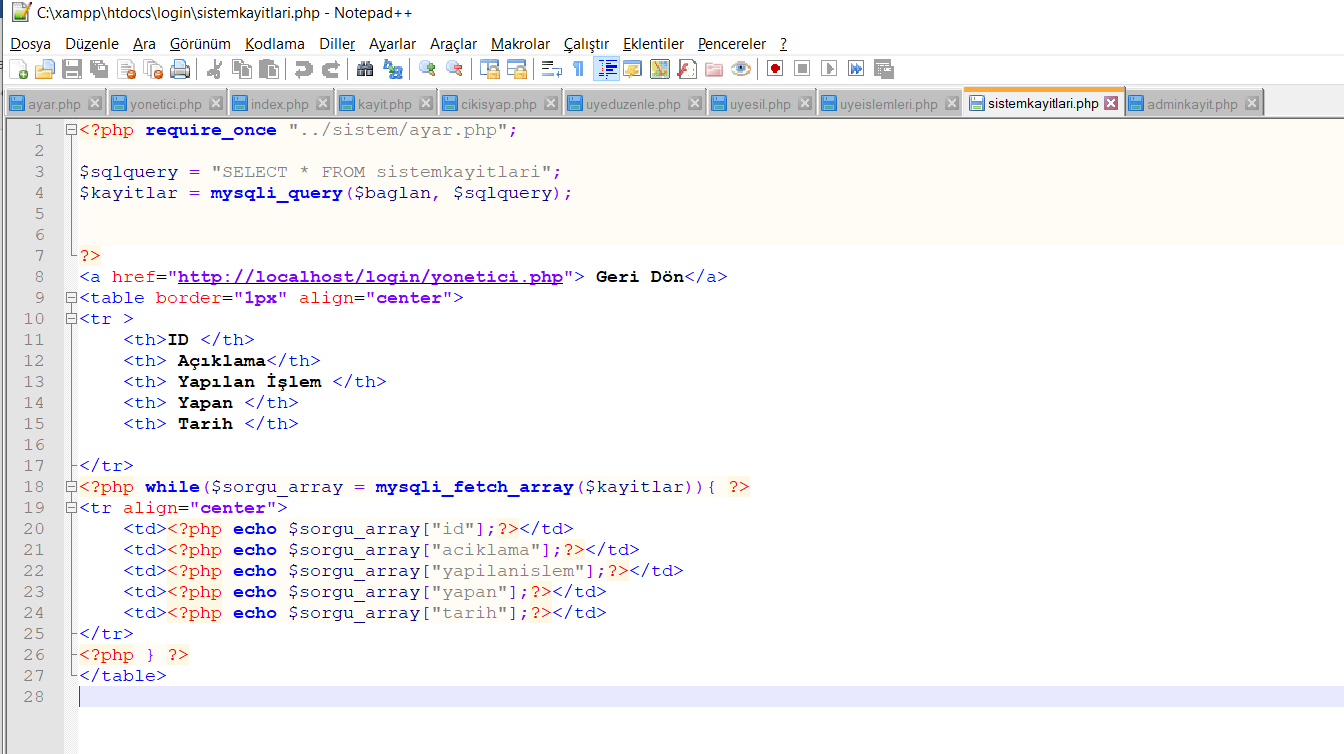 C:\xampp\htdocs\login\sistemkayitlari.php - Notepad++
Dosya Düzenle Ara Görünüm Kodlama Diller Ayarlar Araçlar Makrolar Çalıştır Eklentiler Pencereler ?
ayar.php yonetici.php index.php kayit.php cikisyap.php uyeduzenle.php uyesil.php uyeislemleri.php sistemkayitlari.php adminkayit.php
1 <?php require_once "../sistem/ayar.php";
2
3 $sqlquery = "SELECT * FROM sistemkayitlari";
4 $kayitlar = mysqli_query($baglan, $sqlquery);
5
6
7 ?>
8 <a href="http://localhost/login/yonetici.php"> Geri Dön</a>
9 <table border="1px" align="center">
10 <tr >
11 <th>ID </th>
12 <th> Açıklama</th>
13 <th> Yapılan İşlem </th>
14 <th> Yapan </th>
15 <th> Tarih </th>
16
17 </tr>
18 <?php while($sorgu_array = mysqli_fetch_array($kayitlar)){ ?>
19 <tr align="center">
20 <td><?php echo $sorgu_array["id"];?></td>
21 <td><?php echo $sorgu_array["aciklama"];?></td>
22 <td><?php echo $sorgu_array["yapilanislem"];?></td>
23 <td><?php echo $sorgu_array["yapan"];?></td>
24 <td><?php echo $sorgu_array["tarih"];?></td>
25 </tr>
26 <?php } ?>
27 </table>
28